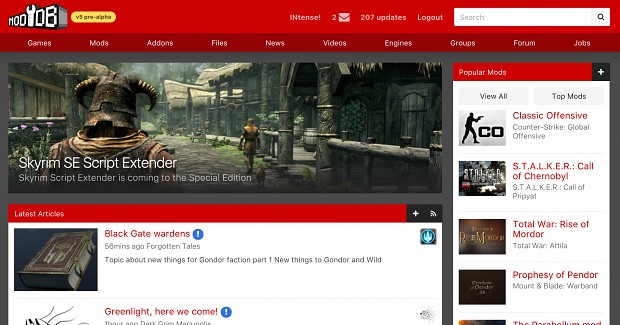 MOD DB
v5 pre-alpha
INtense! 2 207 updates Logout Search
Games Mods Addons Files News Videos Engines Groups Forum Jobs
Skyrim SE Script Extender
Skyrim Script Extender is coming to the Special Edition
Latest Articles
Black Gate wardens
56mins ago Forgotten Tales
Topic about new things for Gondor faction part 1 New things to Gondor and Wild
Greenlight, here we come!
1hour ago Dark Grim Mariupolis
Popular Mods
View All Top Mods
CO
Classic Offensive
Counter-Strike: Global
Offensive
S.T.A.L.K.E.R.: Call
of Chernobyl
S.T.A.L.K.E.R.: Call of
Pripyat
Total War: Rise of
Mordor
Total War: Attila
Prophesy of Pendor
Mount & Blade: Warband
The Parabellum mod